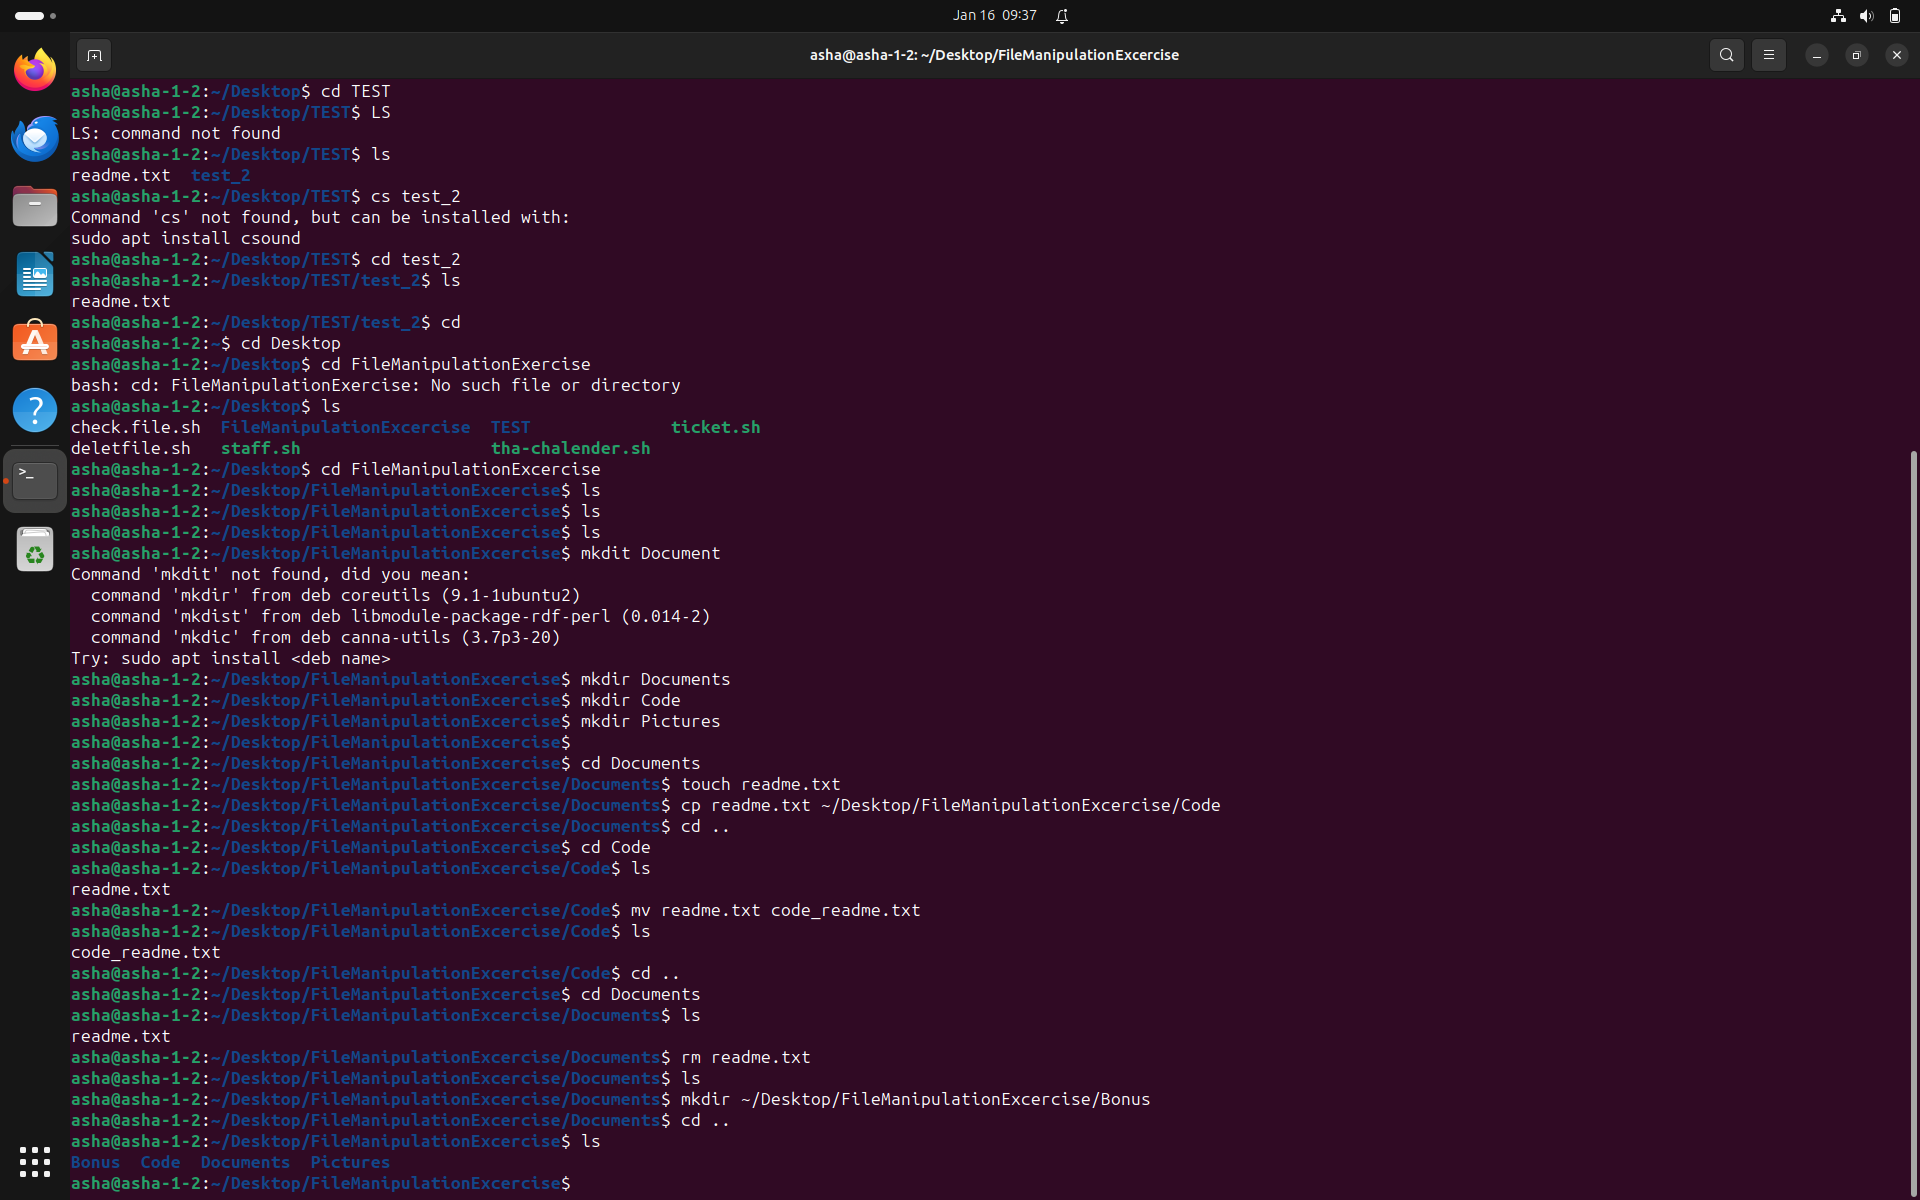 Jan 16  09:37
asha@asha-1-2: ~/Desktop/FileManipulationExcercise
asha@asha-1-2:~/Desktop$ cd TEST
asha@asha-1-2:~/Desktop/TEST$ LS
LS: command not found
asha@asha-1-2:~/Desktop/TEST$ ls
readme.txt  test_2
asha@asha-1-2:~/Desktop/TEST$ cs test_2
Command 'cs' not found, but can be installed with:
sudo apt install csound
asha@asha-1-2:~/Desktop/TEST$ cd test_2
asha@asha-1-2:~/Desktop/TEST/test_2$ ls
readme.txt
asha@asha-1-2:~/Desktop/TEST/test_2$ cd
asha@asha-1-2:~$ cd Desktop
asha@asha-1-2:~/Desktop$ cd FileManipulationExercise
bash: cd: FileManipulationExercise: No such file or directory
asha@asha-1-2:~/Desktop$ ls
check.file.sh  FileManipulationExcercise  TEST              ticket.sh
deletfile.sh   staff.sh                   tha-chalender.sh
asha@asha-1-2:~/Desktop$ cd FileManipulationExcercise
asha@asha-1-2:~/Desktop/FileManipulationExcercise$ ls
asha@asha-1-2:~/Desktop/FileManipulationExcercise$ ls
asha@asha-1-2:~/Desktop/FileManipulationExcercise$ ls
asha@asha-1-2:~/Desktop/FileManipulationExcercise$ mkdit Document
Command 'mkdit' not found, did you mean:
  command 'mkdir' from deb coreutils (9.1-1ubuntu2)
  command 'mkdist' from deb libmodule-package-rdf-perl (0.014-2)
  command 'mkdic' from deb canna-utils (3.7p3-20)
Try: sudo apt install <deb name>
asha@asha-1-2:~/Desktop/FileManipulationExcercise$ mkdir Documents
asha@asha-1-2:~/Desktop/FileManipulationExcercise$ mkdir Code
asha@asha-1-2:~/Desktop/FileManipulationExcercise$ mkdir Pictures
asha@asha-1-2:~/Desktop/FileManipulationExcercise$
asha@asha-1-2:~/Desktop/FileManipulationExcercise$ cd Documents
asha@asha-1-2:~/Desktop/FileManipulationExcercise/Documents$ touch readme.txt
asha@asha-1-2:~/Desktop/FileManipulationExcercise/Documents$ cp readme.txt ~/Desktop/FileManipulationExcercise/Code
asha@asha-1-2:~/Desktop/FileManipulationExcercise/Documents$ cd ..
asha@asha-1-2:~/Desktop/FileManipulationExcercise$ cd Code
asha@asha-1-2:~/Desktop/FileManipulationExcercise/Code$ ls
readme.txt
asha@asha-1-2:~/Desktop/FileManipulationExcercise/Code$ mv readme.txt code_readme.txt
asha@asha-1-2:~/Desktop/FileManipulationExcercise/Code$ ls
code_readme.txt
asha@asha-1-2:~/Desktop/FileManipulationExcercise/Code$ cd ..
asha@asha-1-2:~/Desktop/FileManipulationExcercise$ cd Documents
asha@asha-1-2:~/Desktop/FileManipulationExcercise/Documents$ ls
readme.txt
asha@asha-1-2:~/Desktop/FileManipulationExcercise/Documents$ rm readme.txt
asha@asha-1-2:~/Desktop/FileManipulationExcercise/Documents$ ls
asha@asha-1-2:~/Desktop/FileManipulationExcercise/Documents$ mkdir ~/Desktop/FileManipulationExcercise/Bonus
asha@asha-1-2:~/Desktop/FileManipulationExcercise/Documents$ cd ..
asha@asha-1-2:~/Desktop/FileManipulationExcercise$ ls
Bonus  Code  Documents  Pictures
asha@asha-1-2:~/Desktop/FileManipulationExcercise$